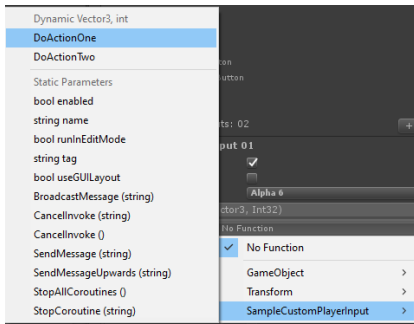 Dynamic Vector3, int
DoActionOne
DoActionTwo
Static Parameters
bool enabled
string name
bool runInEditMode
string tag
bool useGUILayout
BroadcastMessage (string)
CancelInvoke (string)
CancelInvoke ()
SendMessage (string)
SendMessageUpwards (string)
StopAllCoroutines ()
StopCoroutine (string)
ton
utton
ts: 02
+
put 01
Alpha 6
ctor3, Int32)
No Function
No Function
GameObject
Transform
SampleCustomPlayerInput